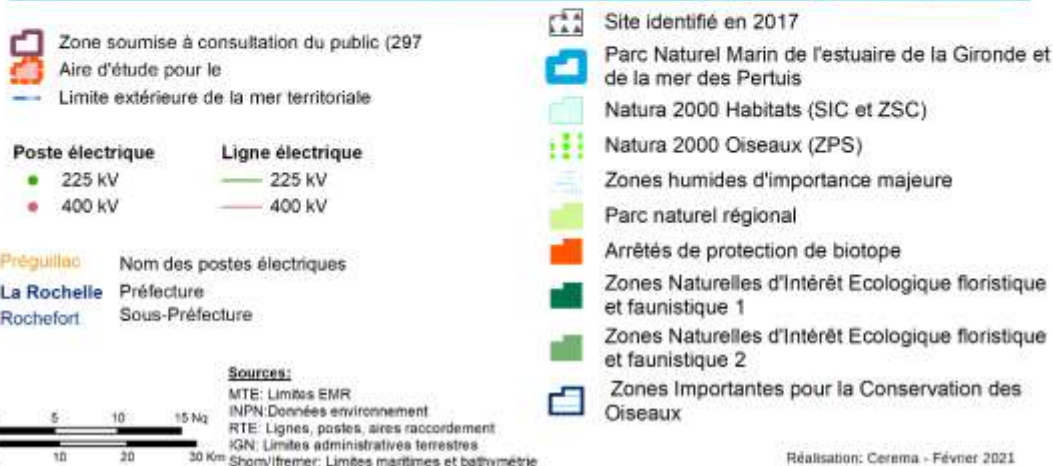 Zone soumise à consultation du public (297
Aire d'étude pour le
Limite extérieure de la mer territoriale
Poste électrique
225 kV
400 kV
Ligne électrique
225 kV
400 kV
Préguillac Nom des postes électriques
La Rochelle Préfecture
Rochefort Sous-Préfecture
5 10 15 Nq
10 20 30 Km
Sources:
MTE: Limites EMR
INPN:Données environnement
RTE: Lignes, postes, aires raccordement
IGN: Limites administratives terrestres
Shom/Ifremer: Limites maritimes et bathymétrie
Site identifié en 2017
Parc Naturel Marin de l'estuaire de la Gironde et
de la mer des Pertuis
Natura 2000 Habitats (SIC et ZSC)
Natura 2000 Oiseaux (ZPS)
Zones humides d'importance majeure
Parc naturel régional
Arrêtés de protection de biotope
Zones Naturelles d'Intérêt Ecologique floristique
et faunistique 1
Zones Naturelles d'Intérêt Ecologique floristique
et faunistique 2
Zones Importantes pour la Conservation des
Oiseaux
Réalisation: Cerema - Février 2021